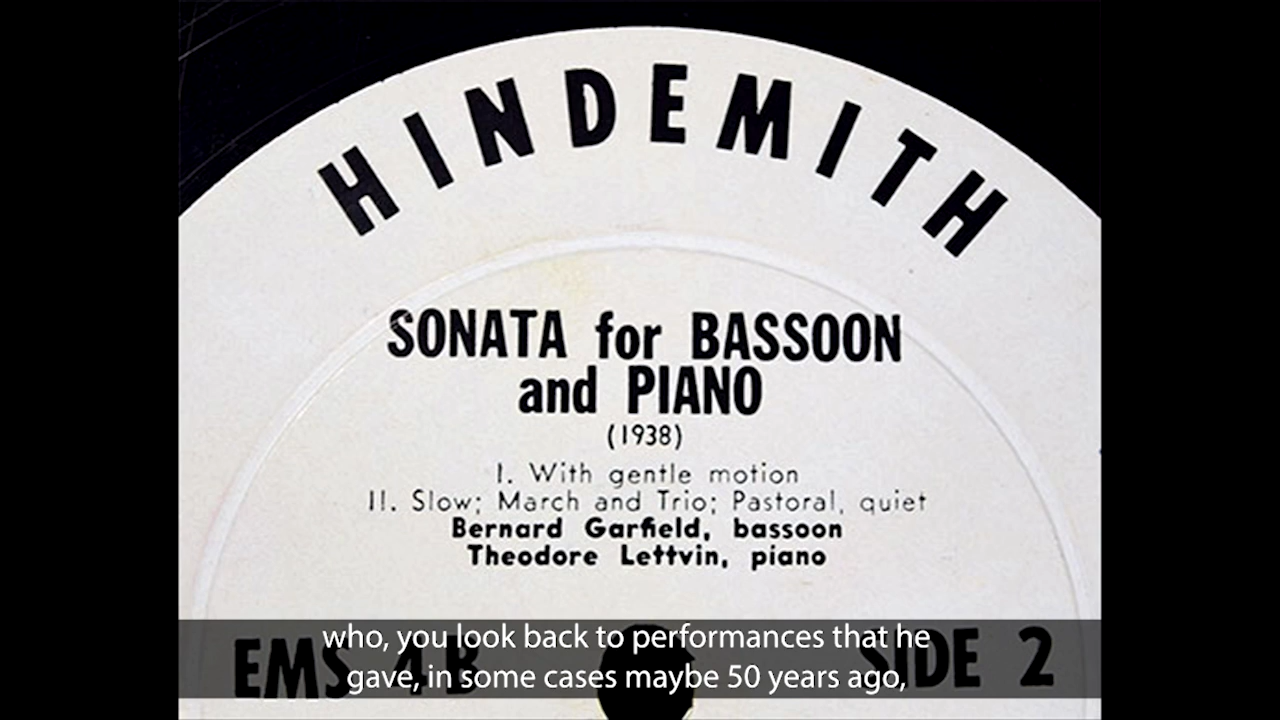 HINDEMITH
SONATA for BASSOON
and PIANO
(1938)
I. With gentle motion
II. Slow; March and Trio; Pastoral, quiet
Bernard Garfield, bassoon
Theodore Lettvin, piano
EMS 4B SIDE 2
who, you look back to performances that he
gave, in some cases maybe 50 years ago,